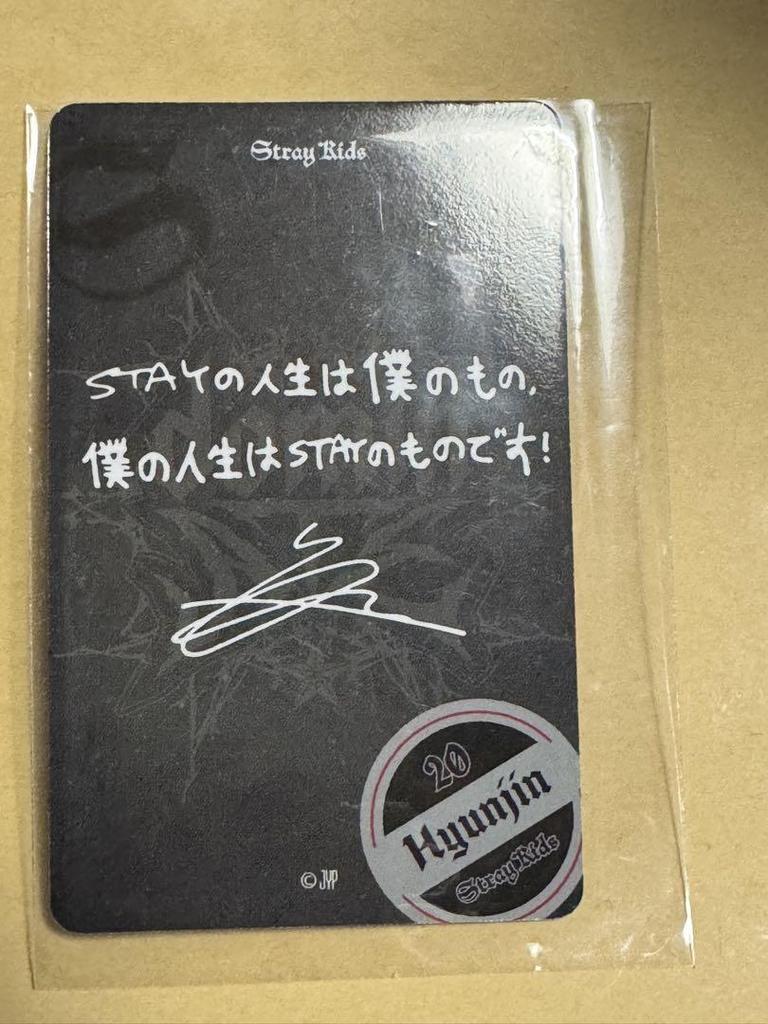 Stray Kids
STAYの人生は僕のもの、
僕の人生はSTAYのものです!
20
Hyunjin
Stray Kids
© JYP